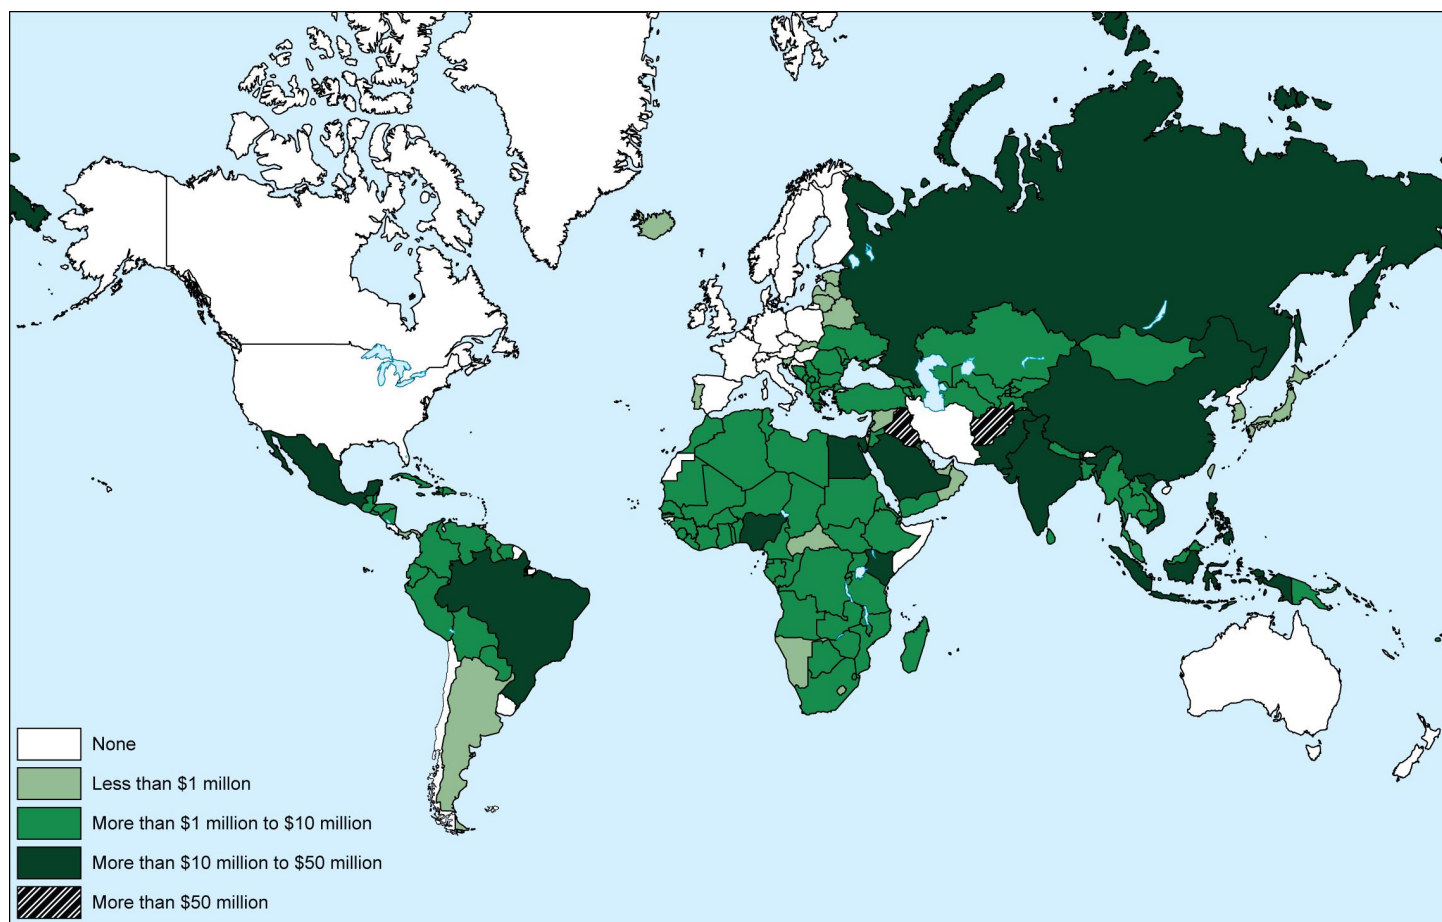 None
Less than $1 millon
More than $1 million to $10 million
More than $10 million to $50 million
More than $50 million